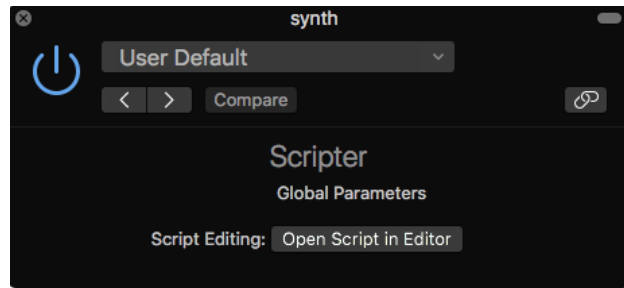 synth
User Default
Compare
Scripter
Global Parameters
Script Editing: Open Script in Editor